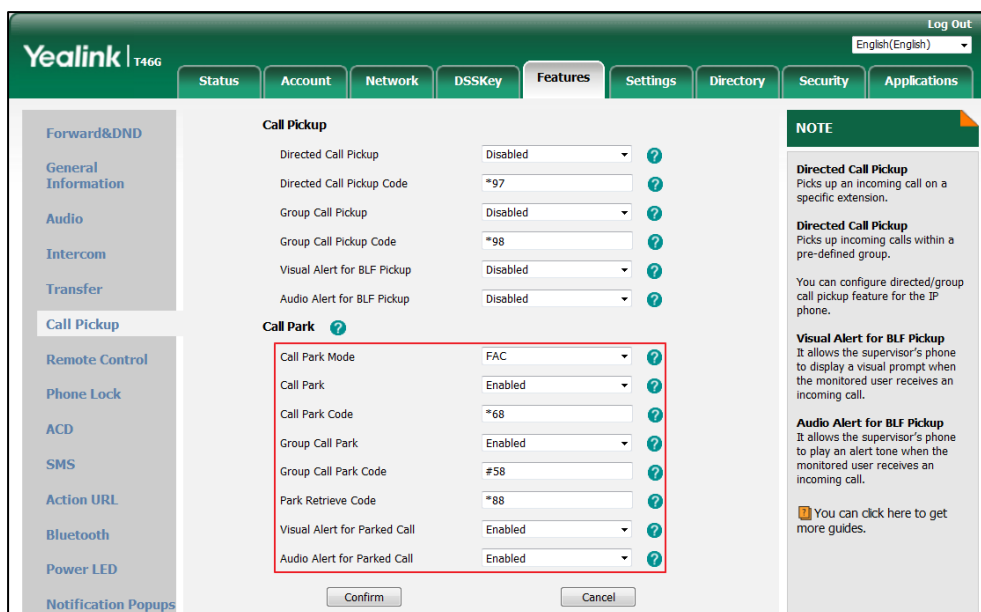 Log Out
Yealink T46G
English(English)
Status Account Network DSSKey Features Settings Directory Security Applications
Forward&DND
General
Information
Audio
Intercom
Transfer
Call Pickup
Remote Control
Phone Lock
ACD
SMS
Action URL
Bluetooth
Power LED
Notification Popups
Call Pickup
Directed Call Pickup Disabled ?
Directed Call Pickup Code *97 ?
Group Call Pickup Disabled ?
Group Call Pickup Code *98 ?
Visual Alert for BLF Pickup Disabled ?
Audio Alert for BLF Pickup Disabled ?
Call Park ?
Call Park Mode FAC ?
Call Park Enabled ?
Call Park Code *68 ?
Group Call Park Enabled ?
Group Call Park Code #58 ?
Park Retrieve Code *88 ?
Visual Alert for Parked Call Enabled ?
Audio Alert for Parked Call Enabled ?
Confirm Cancel
NOTE
Directed Call Pickup
Picks up an incoming call on a
specific extension.
Directed Call Pickup
Picks up incoming calls within a
pre-defined group.
You can configure directed/group
call pickup feature for the IP
phone.
Visual Alert for BLF Pickup
It allows the supervisor's phone
to display a visual prompt when
the monitored user receives an
incoming call.
Audio Alert for BLF Pickup
It allows the supervisor's phone
to play an alert tone when the
monitored user receives an
incoming call.
? You can click here to get
more guides.